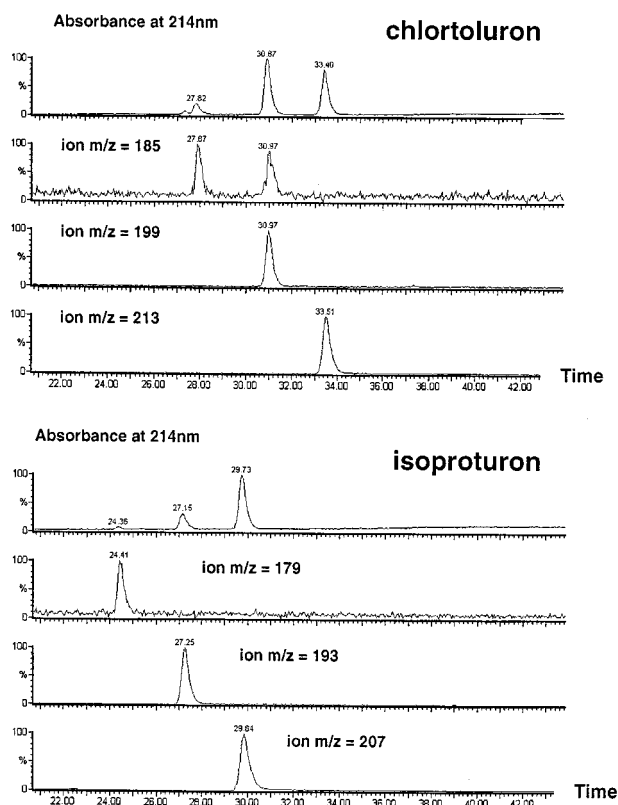 Absorbance at 214nm
chlortoluron
100
%
0
27.82
30.87
33.40
ion m/z = 185
100
%
0
27.87
30.97
ion m/z = 199
100
%
0
30.97
ion m/z = 213
100
%
0
33.51
22.00 24.00 26.00 28.00 30.00 32.00 34.00 36.00 38.00 40.00 42.00
Time
Absorbance at 214nm
isoproturon
100
%
0
24.35
27.15
29.73
100
%
0
24.41
ion m/z = 179
100
%
0
27.25
ion m/z = 193
100
%
0
29.84
ion m/z = 207
22.00 24.00 26.00 28.00 30.00 32.00 34.00 36.00 38.00 40.00 42.00
Time